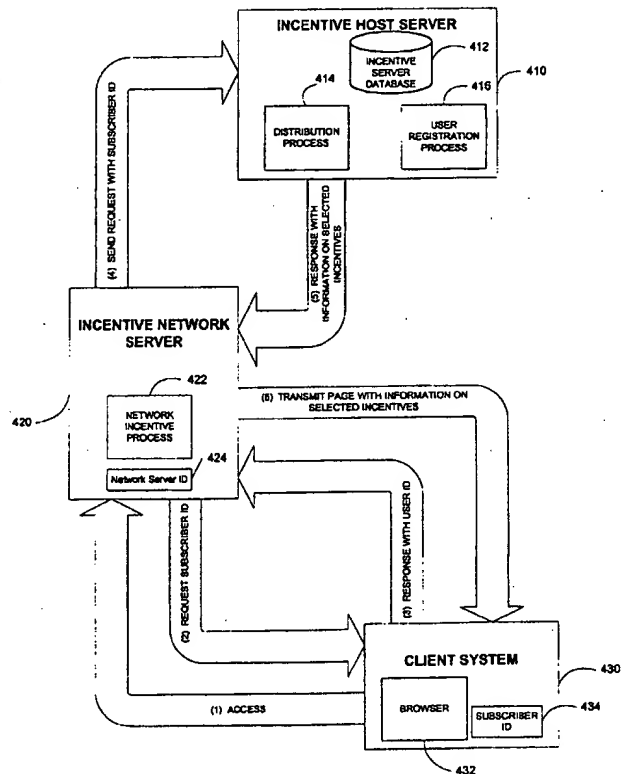 INCENTIVE HOST SERVER
INCENTIVE
SERVER
DATABASE
412
414
416
410
DISTRIBUTION
PROCESS
USER
REGISTRATION
PROCESS
(4) SEND REQUEST WITH SUBSCRIBER ID
(5) RESPONSE WITH
INFORMATION ON SELECTED
INCENTIVES
INCENTIVE NETWORK
SERVER
422
420
NETWORK
INCENTIVE
PROCESS
424
Network Server ID
(6) TRANSMIT PAGE WITH INFORMATION ON
SELECTED INCENTIVES
(2) REQUEST SUBSCRIBER ID
(3) RESPONSE WITH USER ID
CLIENT SYSTEM
430
BROWSER
SUBSCRIBER
ID
434
(1) ACCESS
432